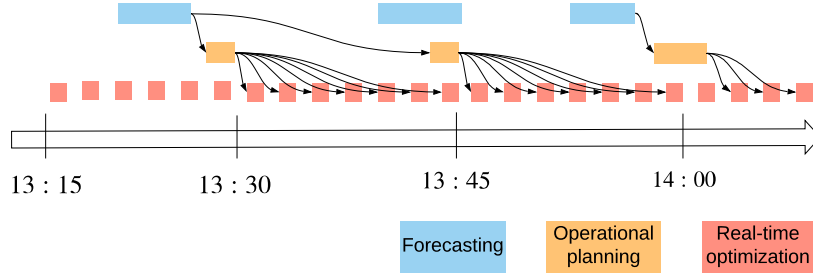 13 : 15
13 : 30
13 : 45
14 : 00
Forecasting
Operational
planning
Real-time
optimization